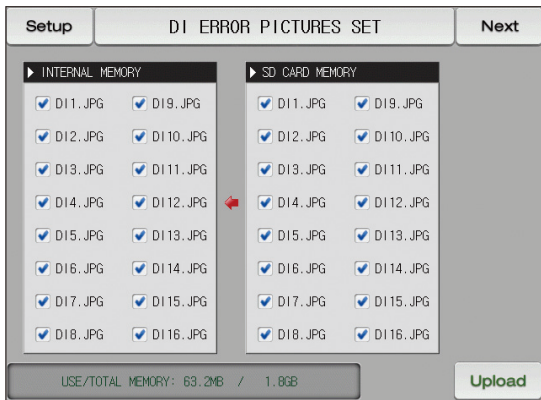 Setup DI ERROR PICTURES SET Next
INTERNAL MEMORY
DI1.JPG DI9.JPG
DI2.JPG DI10.JPG
DI3.JPG DI11.JPG
DI4.JPG DI12.JPG
DI5.JPG DI13.JPG
DI6.JPG DI14.JPG
DI7.JPG DI15.JPG
DI8.JPG DI16.JPG
SD CARD MEMORY
DI1.JPG DI9.JPG
DI2.JPG DI10.JPG
DI3.JPG DI11.JPG
DI4.JPG DI12.JPG
DI5.JPG DI13.JPG
DI6.JPG DI14.JPG
DI7.JPG DI15.JPG
DI8.JPG DI16.JPG
USE/TOTAL MEMORY: 63.2MB / 1.8GB
Upload